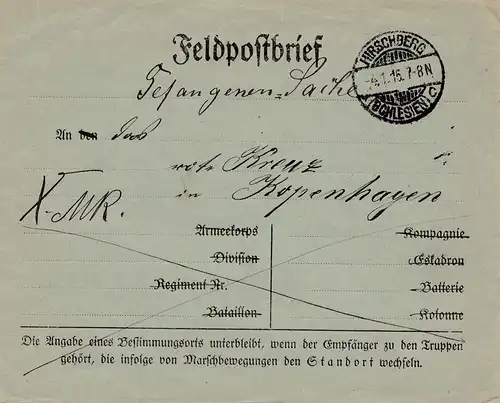 Feldpostbrief
HIRSCHBERG
1.15. 7-8N
(SCHLESIEN) C
Gefangenen-Sache
An den das
rote Kreuz
in Kopenhagen
X-MK.
Armeekorps
Kompagnie
Division
Eskadron
Regiment Nr.
Batterie
Bataillon
Kolonne
Die Angabe eines Bestimmungsorts unterbleibt, wenn der Empfänger zu den Truppen
gehört, die infolge von Marschbewegungen den Standort wechseln.